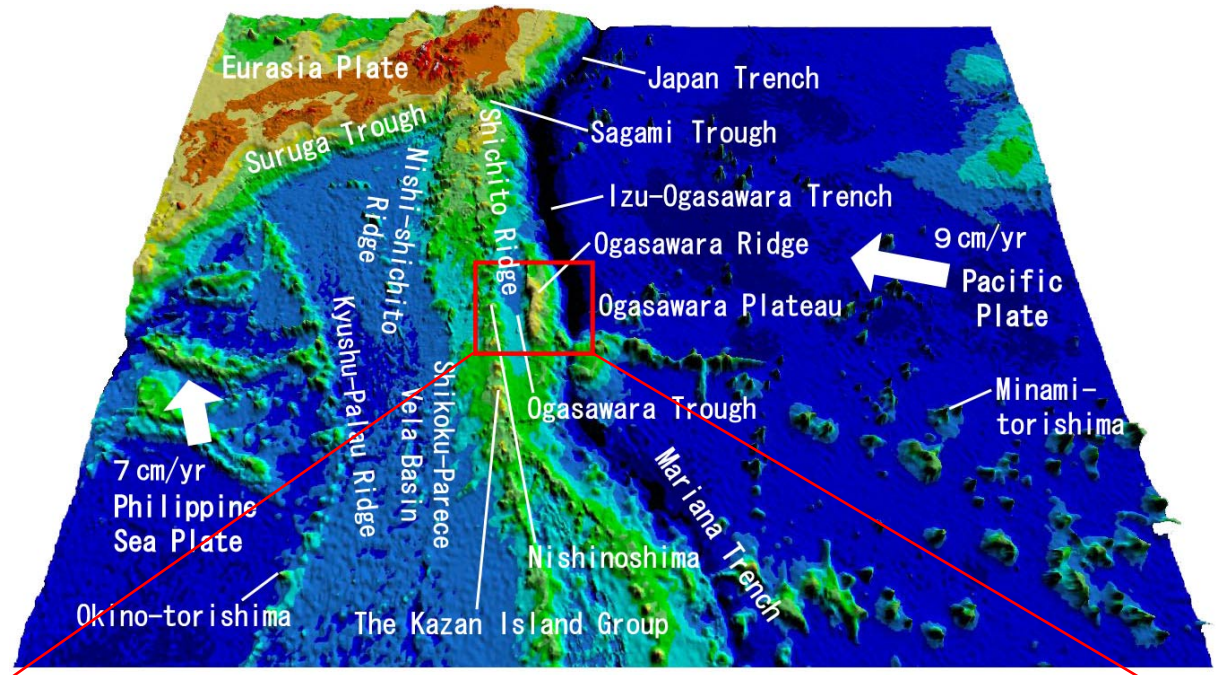 Eurasia Plate
Japan Trench
Suruga Trough
Sagami Trough
Shichito Ridge
Nishi-shichito
Ridge
Izu-Ogasawara Trench
Ogasawara Ridge
9 cm/yr
Pacific
Plate
Ogasawara Plateau
Kyushu-Palau Ridge
Shikoku-Parece
Vela Basin
Ogasawara Trough
Minami-
torishima
7 cm/yr
Philippine
Sea Plate
Mariana Trench
Nishinoshima
Okino-torishima
The Kazan Island Group